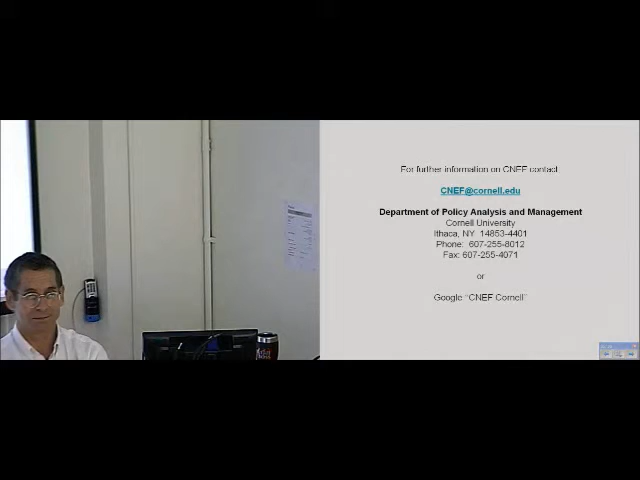 For further information on CNEF contact
CNEF@cornell.edu
Department of Policy Analysis and Management
Cornell University
Ithaca, NY 14853-4401
Phone: 607-255-8012
Fax: 607-255-4071
or
Google "CNEF Cornell"